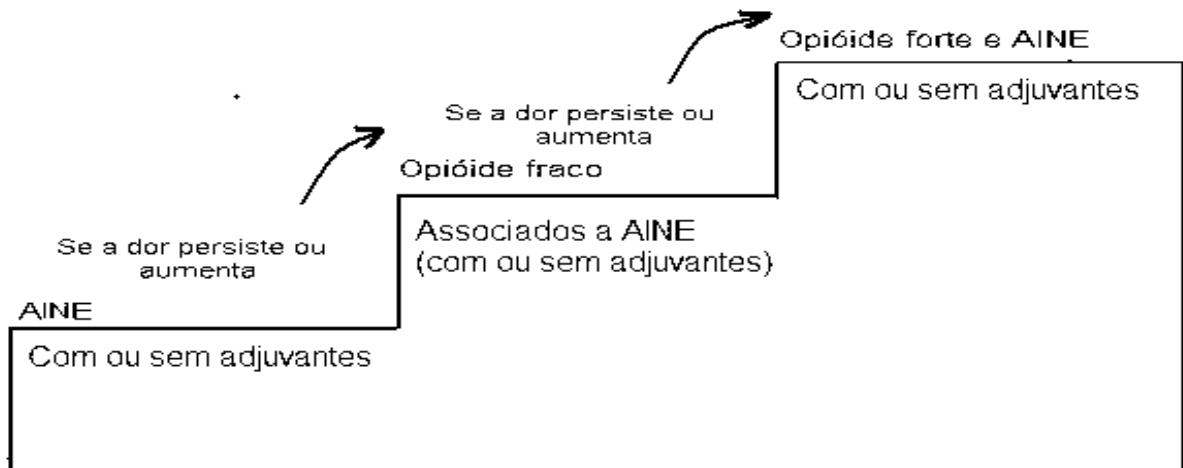 Opióide forte e AINE
Com ou sem adjuvantes
Se a dor persiste ou
aumenta
Opióide fraco
Associados a AINE
(com ou sem adjuvantes)
Se a dor persiste ou
aumenta
AINE
Com ou sem adjuvantes